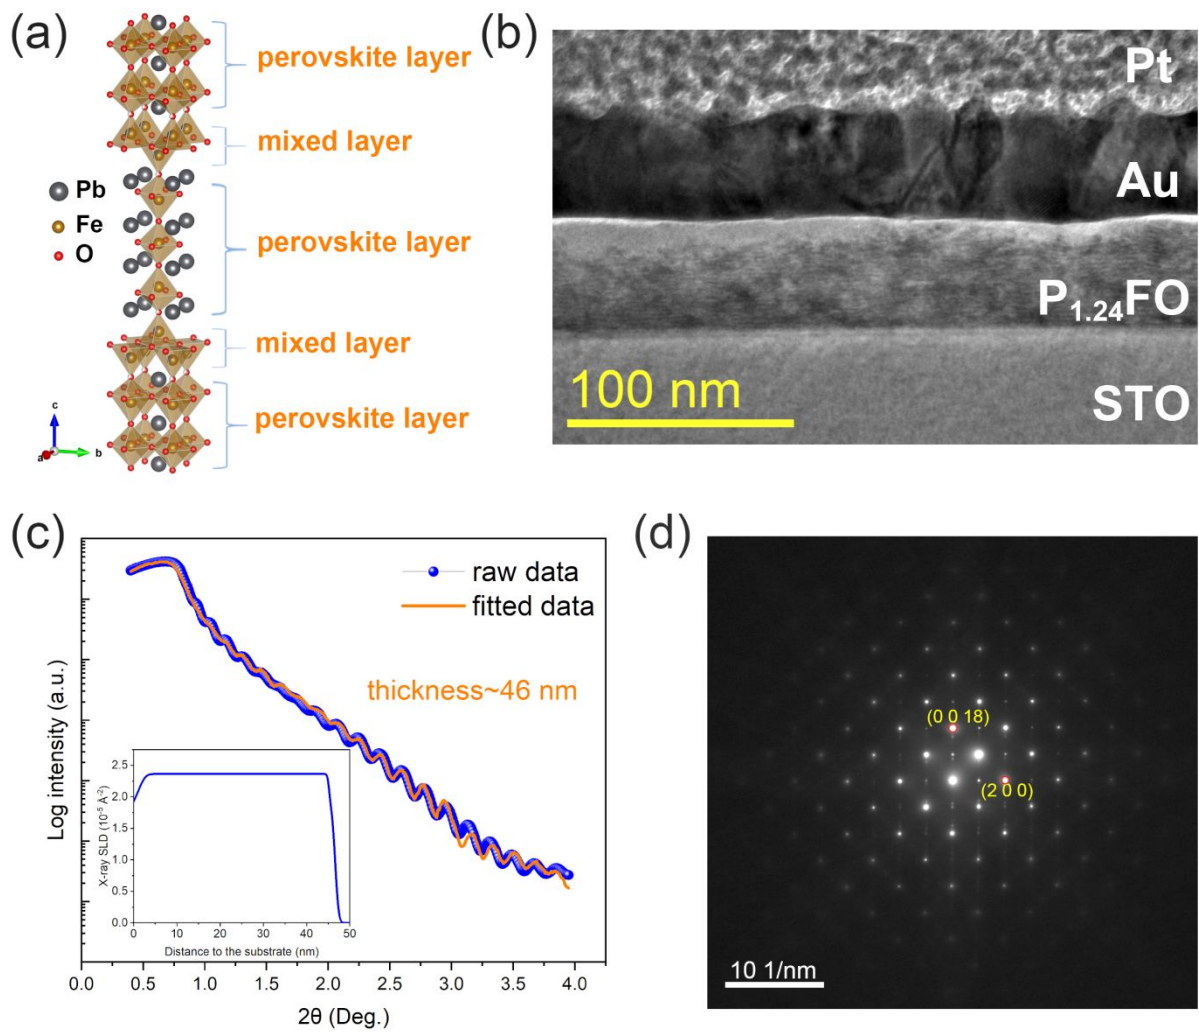 (a)
perovskite layer
mixed layer
Pb
Fe
O
perovskite layer
mixed layer
perovskite layer
c
a
b
(b)
Pt
Au
P1.24FO
STO
100 nm
(c)
Log intensity (a.u.)
raw data
fitted data
thickness~46 nm
X-ray SLD (10⁻⁵ Å⁻²)
2.5
2.0
1.5
1.0
0.5
0.0
0 10 20 30 40 50
Distance to the substrate (nm)
0.0 0.5 1.0 1.5 2.0 2.5 3.0 3.5 4.0
2θ (Deg.)
(d)
(0 0 18)
(2 0 0)
10 1/nm